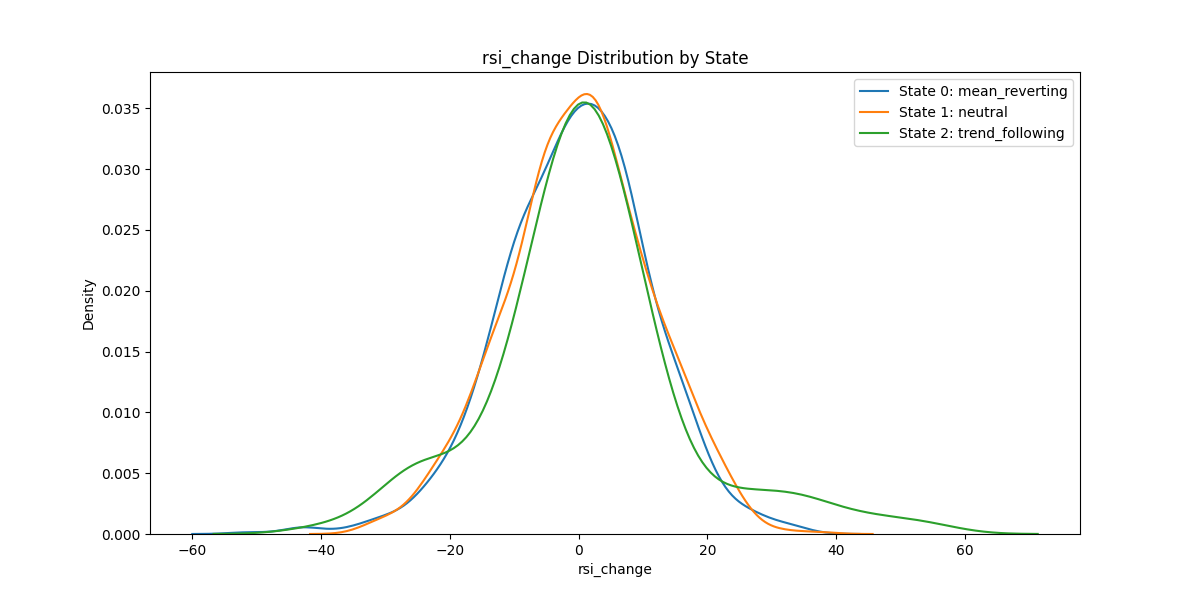 rsi_change Distribution by State
State 0: mean_reverting
State 1: neutral
State 2: trend_following
Density
0.035
0.030
0.025
0.020
0.015
0.010
0.005
0.000
−60 −40 −20 0 20 40 60
rsi_change